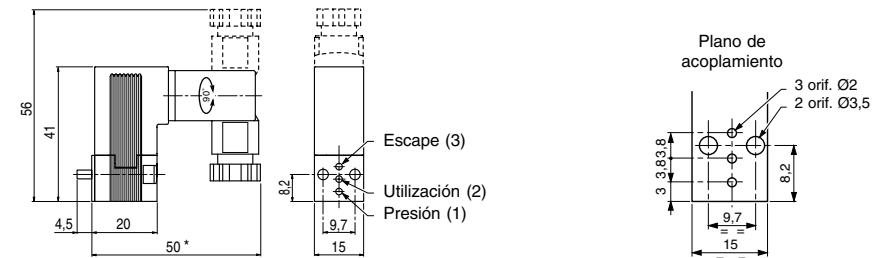 56
41
90°
4,5
20
50 *
8,2
9,7
15
Escape (3)
Utilización (2)
Presión (1)
Plano de
acoplamiento
3 orif. Ø2
2 orif. Ø3,5
3,8
3,8
3
8,2
9,7
= =
15
= =